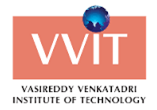 VVIT
VASIREDDY VENKATADRI
INSTITUTE OF TECHNOLOGY